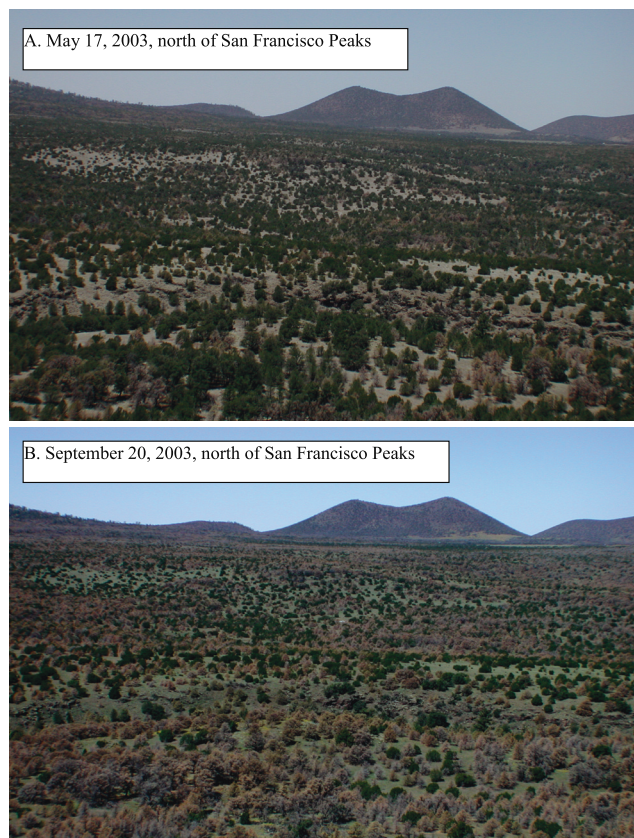 A. May 17, 2003, north of San Francisco Peaks
B. September 20, 2003, north of San Francisco Peaks